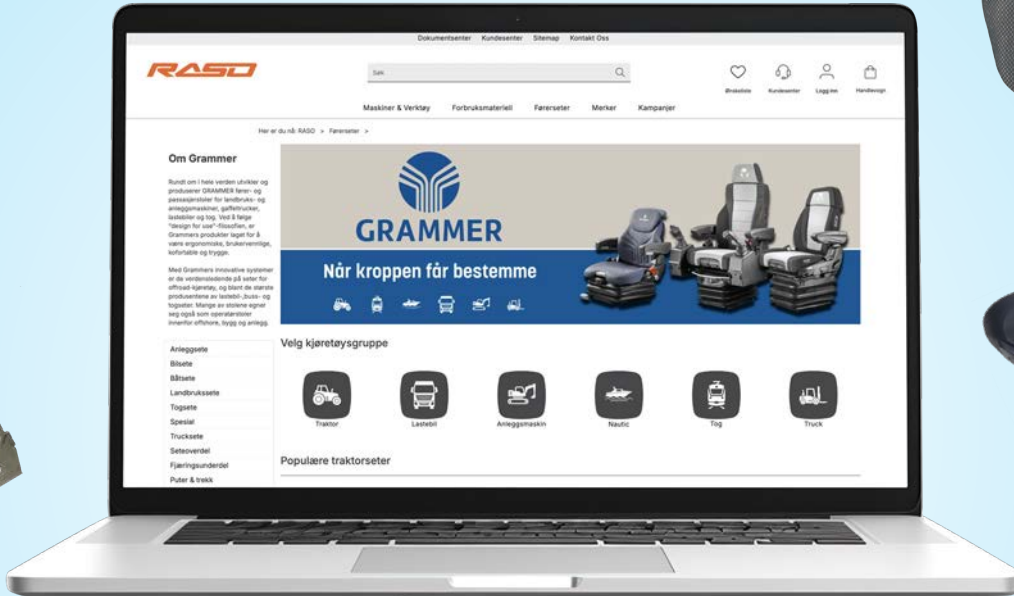 Dokumentsenter Kundesenter Sitemap Kontakt Oss
RASO
Søk
Ønskeliste Kundesenter Logg inn Handlevogn
Maskiner & Verktøy Forbruksmateriell Førerseter Merker Kampanjer
Her er du nå: RASO > Førerseter >
Om Grammer
Rundt om i hele verden utvikler og
produserer GRAMMER fører- og
passasjerstoler for landbruks- og
anleggsmaskiner, gaffeltrucker,
lastebiler og tog. Ved å følge
"design for use"-filosofien, er
Grammers produkter laget for å
være ergonomiske, brukervennlige,
kofortable og trygge.
Med Grammers innovative systemer
er de verdensledende på seter for
offroad-kjøretøy, og blant de største
produsentene av lastebil-,buss- og
togseter. Mange av stolene egner
seg også som operatørstoler
innenfor offshore, bygg og anlegg.
GRAMMER
Når kroppen får bestemme
Anleggsete
Bilsete
Båtsete
Landbrukssete
Togsete
Spesial
Trucksete
Seteoverdel
Fjæringsunderdel
Puter & trekk
Velg kjøretøysgruppe
Traktor Lastebil Anleggsmaskin Nautic Tog Truck
Populære traktorseter